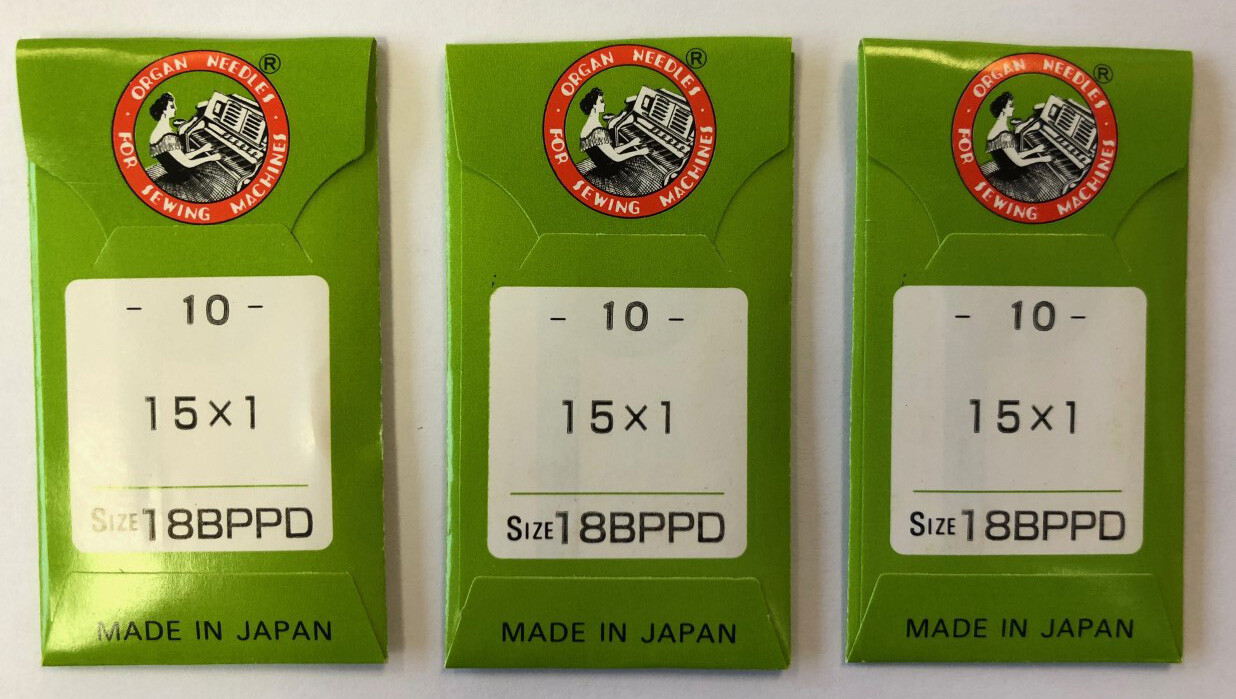 ORGAN NEEDLES
FOR SEWING MACHINES
®
- 10 -
15×1
SIZE 18BPPD
MADE IN JAPAN
ORGAN NEEDLES
FOR SEWING MACHINES
®
- 10 -
15×1
SIZE 18BPPD
MADE IN JAPAN
ORGAN NEEDLES
FOR SEWING MACHINES
®
- 10 -
15×1
SIZE 18BPPD
MADE IN JAPAN